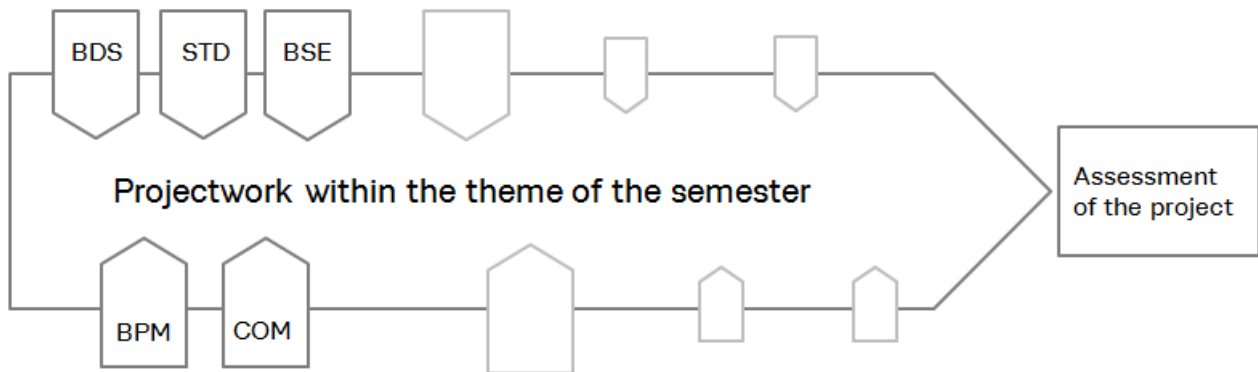 BDS
STD
BSE
Projectwork within the theme of the semester
Assessment
of the project
BPM
COM